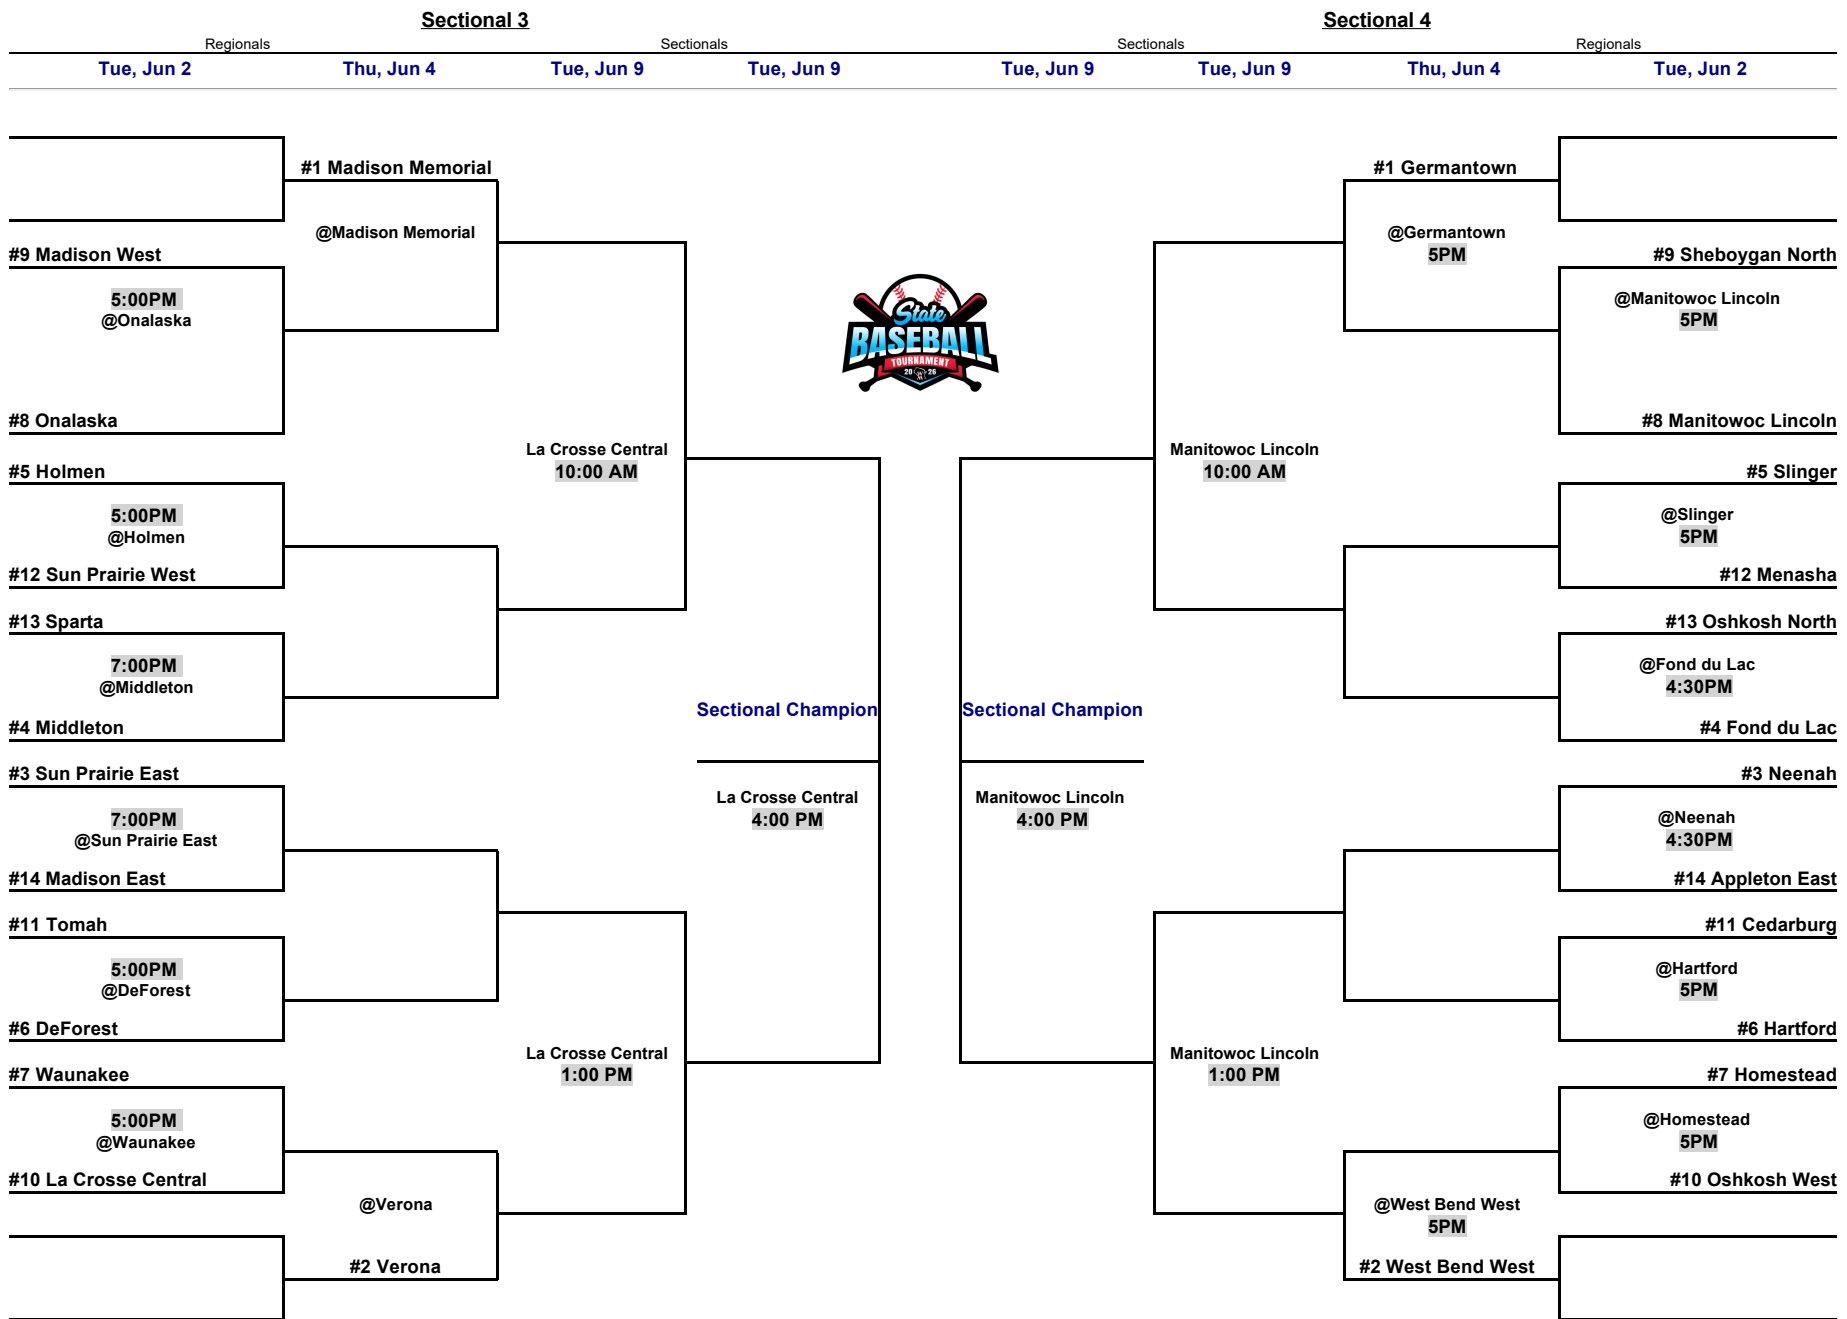 Sectional 3
Sectional 4
Regionals
Sectionals
Sectionals
Regionals
Tue, Jun 2
Thu, Jun 4
Tue, Jun 9
Tue, Jun 9
Tue, Jun 9
Tue, Jun 9
Thu, Jun 4
Tue, Jun 2
#1 Madison Memorial
@Madison Memorial
#9 Madison West
5:00PM
@Onalaska
#8 Onalaska
La Crosse Central
10:00 AM
#5 Holmen
5:00PM
@Holmen
#12 Sun Prairie West
#13 Sparta
7:00PM
@Middleton
#4 Middleton
Sectional Champion
La Crosse Central
4:00 PM
#3 Sun Prairie East
7:00PM
@Sun Prairie East
#14 Madison East
#11 Tomah
5:00PM
@DeForest
#6 DeForest
La Crosse Central
1:00 PM
#7 Waunakee
5:00PM
@Waunakee
#10 La Crosse Central
@Verona
#2 Verona
State
BASEBALL
TOURNAMENT
20 26
#1 Germantown
@Germantown
5PM
#9 Sheboygan North
@Manitowoc Lincoln
5PM
#8 Manitowoc Lincoln
Manitowoc Lincoln
10:00 AM
#5 Slinger
@Slinger
5PM
#12 Menasha
#13 Oshkosh North
@Fond du Lac
4:30PM
#4 Fond du Lac
Sectional Champion
Manitowoc Lincoln
4:00 PM
#3 Neenah
@Neenah
4:30PM
#14 Appleton East
#11 Cedarburg
@Hartford
5PM
#6 Hartford
Manitowoc Lincoln
1:00 PM
#7 Homestead
@Homestead
5PM
#10 Oshkosh West
@West Bend West
5PM
#2 West Bend West